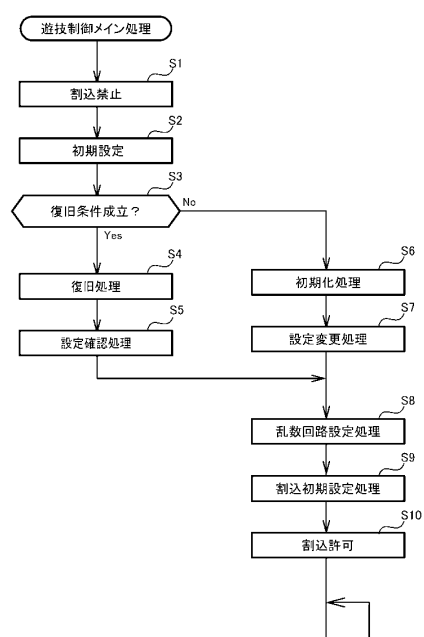 遊技制御メイン処理
S1
割込禁止
S2
初期設定
S3
復旧条件成立?
No
Yes
S4
復旧処理
S5
設定確認処理
S6
初期化処理
S7
設定変更処理
S8
乱数回路設定処理
S9
割込初期設定処理
S10
割込許可